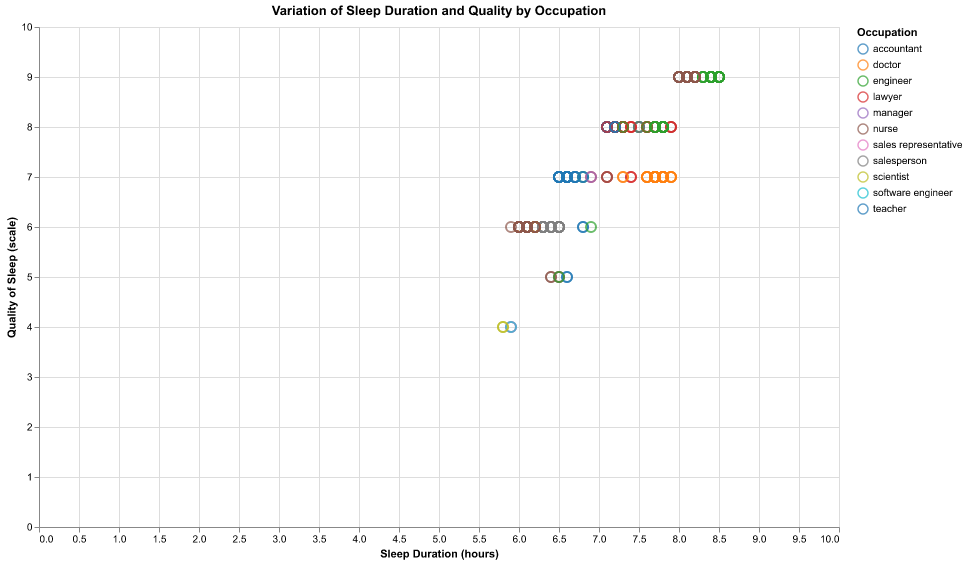 Variation of Sleep Duration and Quality by Occupation
10
9
8
7
6
5
4
3
2
1
0
Quality of Sleep (scale)
0.0 0.5 1.0 1.5 2.0 2.5 3.0 3.5 4.0 4.5 5.0 5.5 6.0 6.5 7.0 7.5 8.0 8.5 9.0 9.5 10.0
Sleep Duration (hours)
Occupation
accountant
doctor
engineer
lawyer
manager
nurse
sales representative
salesperson
scientist
software engineer
teacher